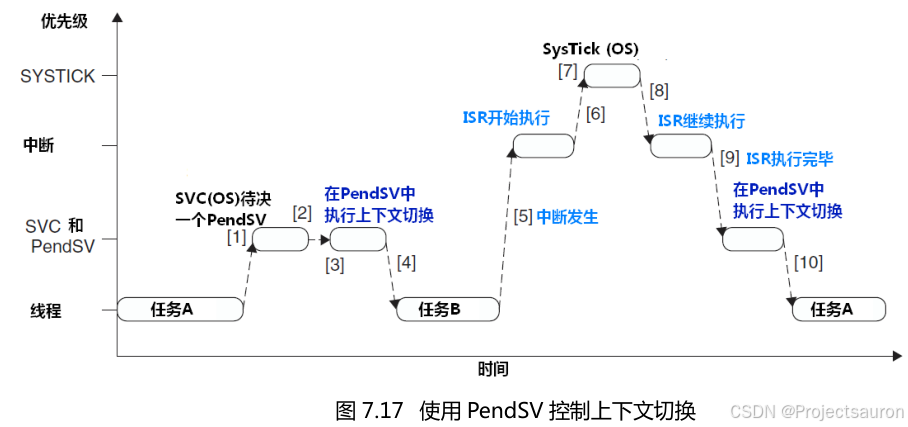 优先级
SysTick (OS)
SYSTICK
[7]
[8]
[6]
ISR开始执行
ISR继续执行
中断
[9] ISR执行完毕
SVC(OS)待决
一个PendSV
[2]
在PendSV中
执行上下文切换
在PendSV中
执行上下文切换
[5] 中断发生
SVC 和
PendSV
[1]
[3]
[4]
[10]
线程
任务A
任务B
任务A
时间
图 7.17 使用 PendSV 控制上下文切换
CSDN @Projectsauron